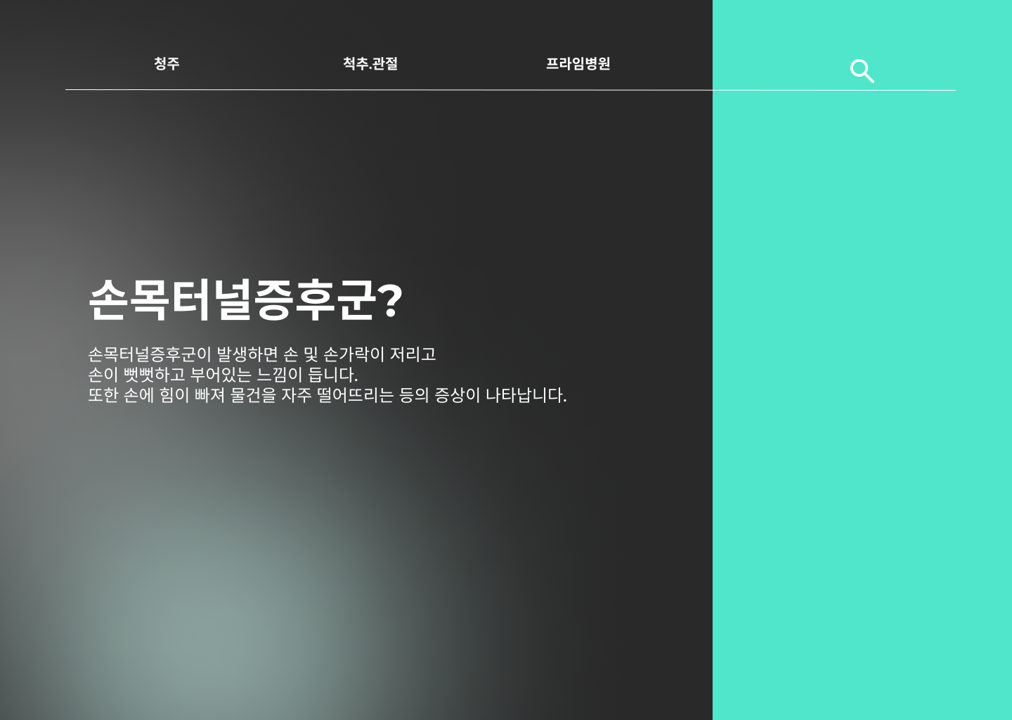 청주 척추.관절 프라임병원
손목터널증후군?
손목터널증후군이 발생하면 손 및 손가락이 저리고
손이 뻣뻣하고 부어있는 느낌이 듭니다.
또한 손에 힘이 빠져 물건을 자주 떨어뜨리는 등의 증상이 나타납니다.